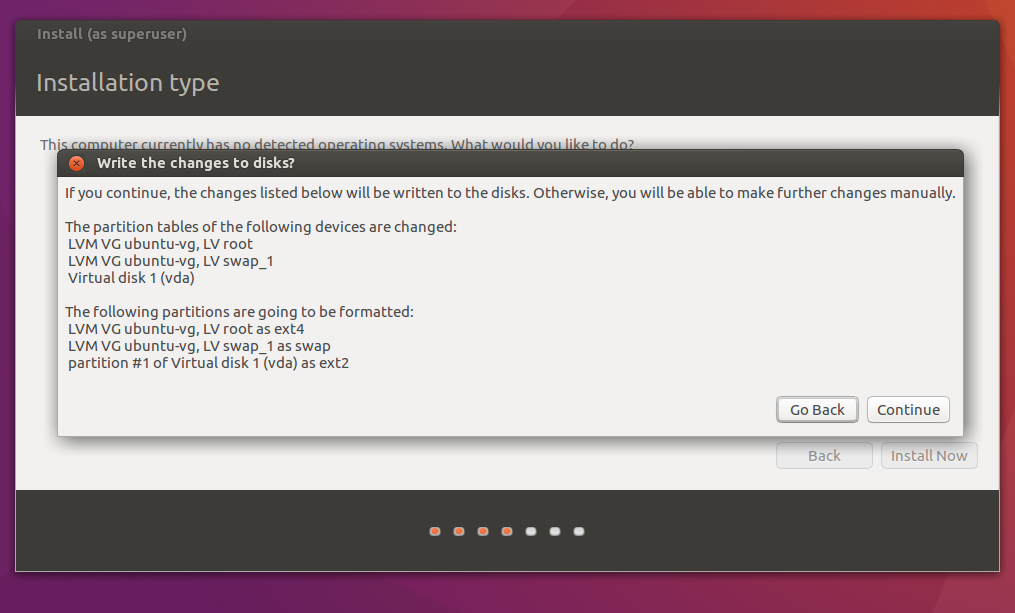 Install (as superuser)
Installation type
This computer currently has no detected operating systems. What would you like to do?
Write the changes to disks?
If you continue, the changes listed below will be written to the disks. Otherwise, you will be able to make further changes manually.
The partition tables of the following devices are changed:
LVM VG ubuntu-vg, LV root
LVM VG ubuntu-vg, LV swap_1
Virtual disk 1 (vda)
The following partitions are going to be formatted:
LVM VG ubuntu-vg, LV root as ext4
LVM VG ubuntu-vg, LV swap_1 as swap
partition #1 of Virtual disk 1 (vda) as ext2
Go Back Continue
Back Install Now